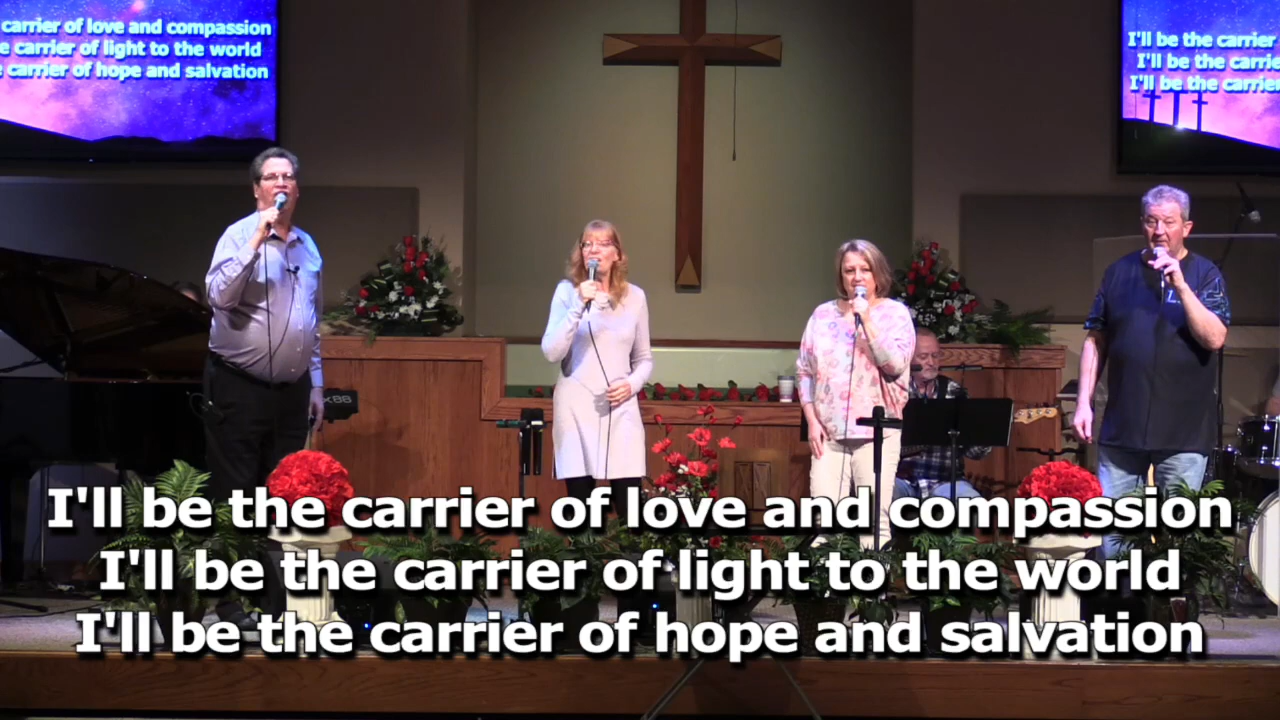 carrier of love and compassion
carrier of light to the world
carrier of hope and salvation
I'll be the carrier
I'll be the carrie
I'll be the carrier
x88
I'll be the carrier of love and compassion
I'll be the carrier of light to the world
I'll be the carrier of hope and salvation